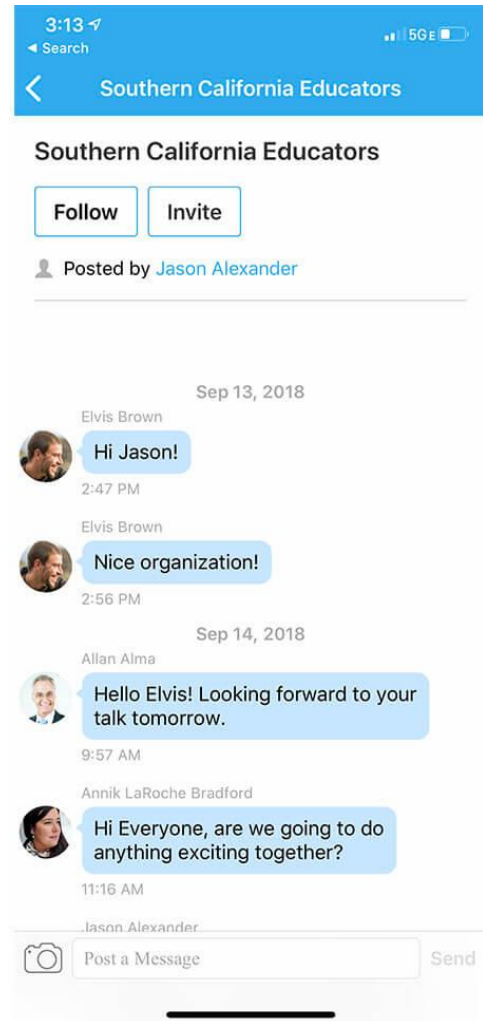 3:13
5GE
◀ Search
Southern California Educators
Southern California Educators
Follow Invite
Posted by Jason Alexander
Sep 13, 2018
Elvis Brown
Hi Jason!
2:47 PM
Elvis Brown
Nice organization!
2:56 PM
Sep 14, 2018
Allan Alma
Hello Elvis! Looking forward to your
talk tomorrow.
9:57 AM
Annik LaRoche Bradford
Hi Everyone, are we going to do
anything exciting together?
11:16 AM
Jason Alexander
Post a Message Send